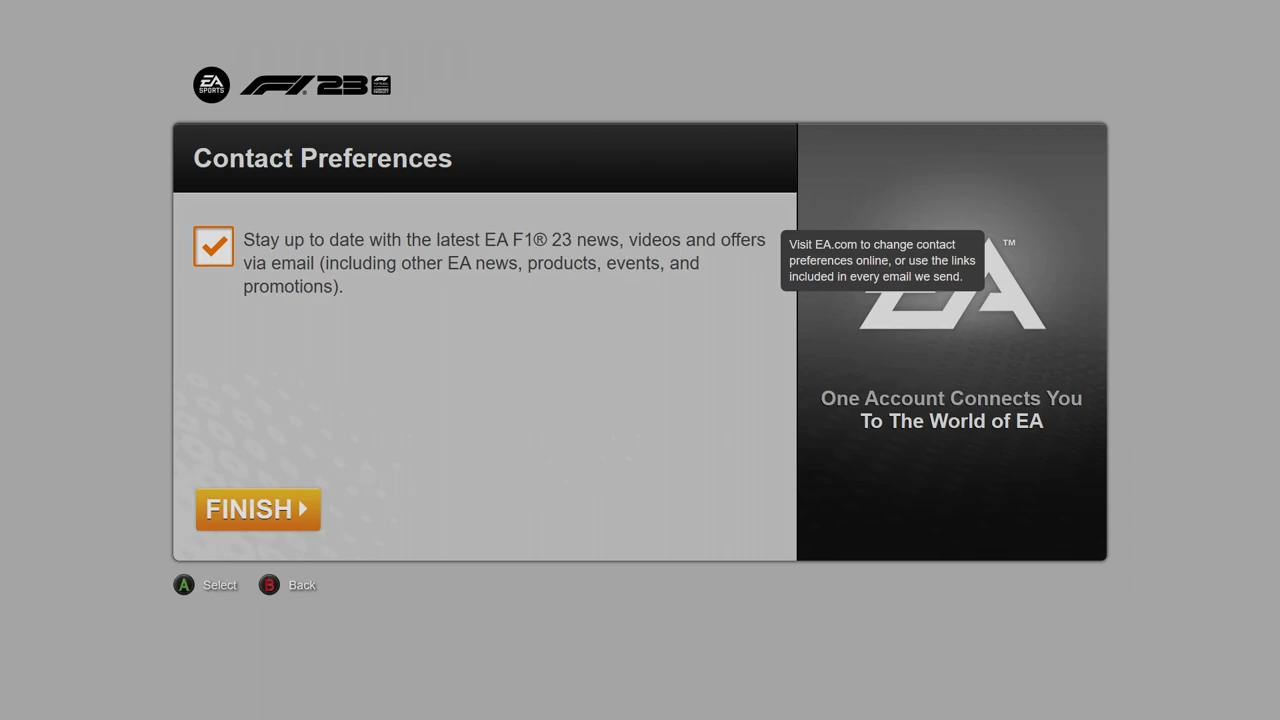 EA
SPORTS
F1® 23
Contact Preferences
Stay up to date with the latest EA F1® 23 news, videos and offers
via email (including other EA news, products, events, and
promotions).
Visit EA.com to change contact
preferences online, or use the links
included in every email we send.
EA™
One Account Connects You
To The World of EA
FINISH
A Select
B Back